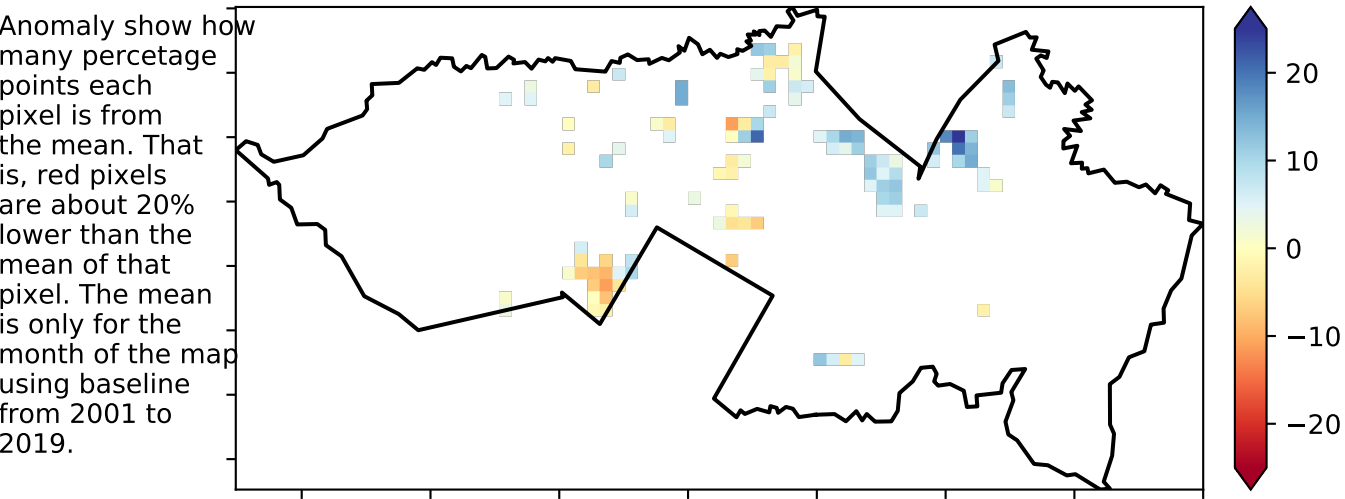 Anomaly show how
many percetage
points each
pixel is from
the mean. That
is, red pixels
are about 20%
lower than the
mean of that
pixel. The mean
is only for the
month of the map
using baseline
from 2001 to
2019.
20
10
0
−10
−20